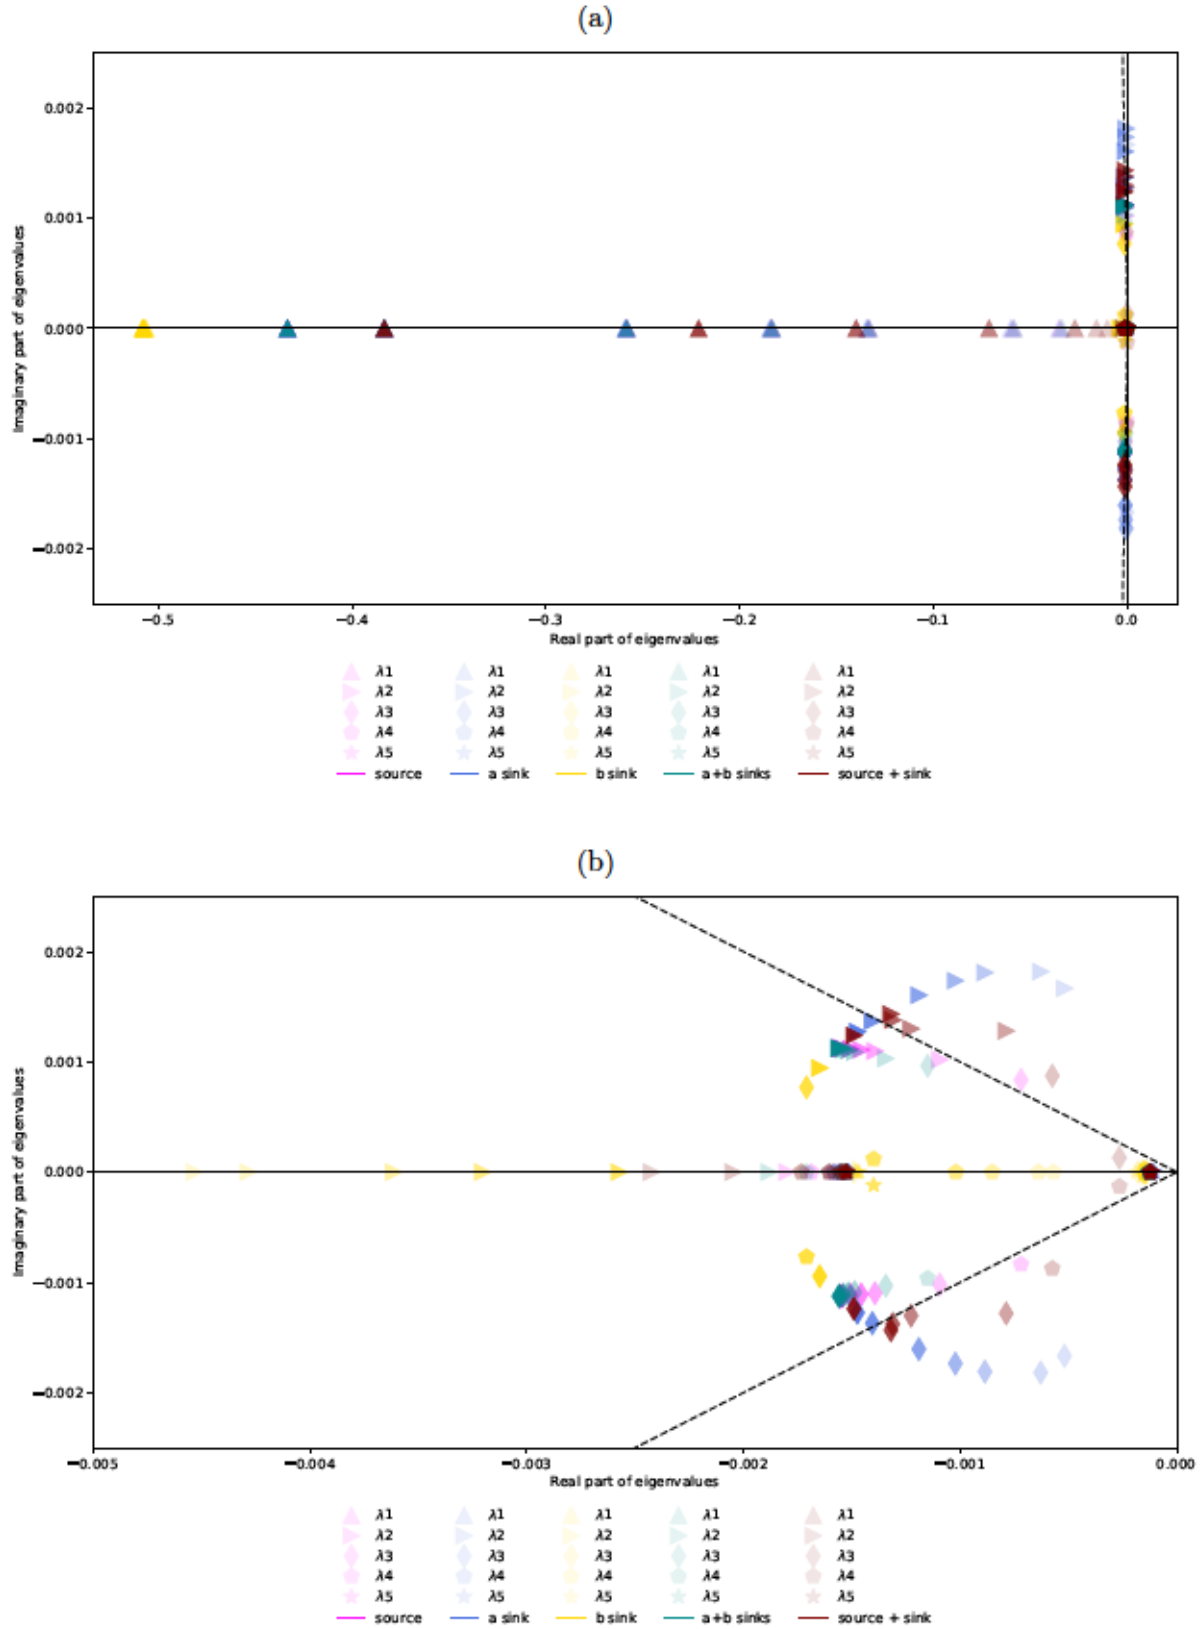 (a)
0.002
0.001
0.000
−0.001
−0.002
Imaginary part of eigenvalues
−0.5 −0.4 −0.3 −0.2 −0.1 0.0
Real part of eigenvalues
λ1 λ1 λ1 λ1 λ1
λ2 λ2 λ2 λ2 λ2
λ3 λ3 λ3 λ3 λ3
λ4 λ4 λ4 λ4 λ4
λ5 λ5 λ5 λ5 λ5
source a sink b sink a+b sinks source + sink
(b)
0.002
0.001
0.000
−0.001
−0.002
Imaginary part of eigenvalues
−0.005 −0.004 −0.003 −0.002 −0.001 0.000
Real part of eigenvalues
λ1 λ1 λ1 λ1 λ1
λ2 λ2 λ2 λ2 λ2
λ3 λ3 λ3 λ3 λ3
λ4 λ4 λ4 λ4 λ4
λ5 λ5 λ5 λ5 λ5
source a sink b sink a+b sinks source + sink